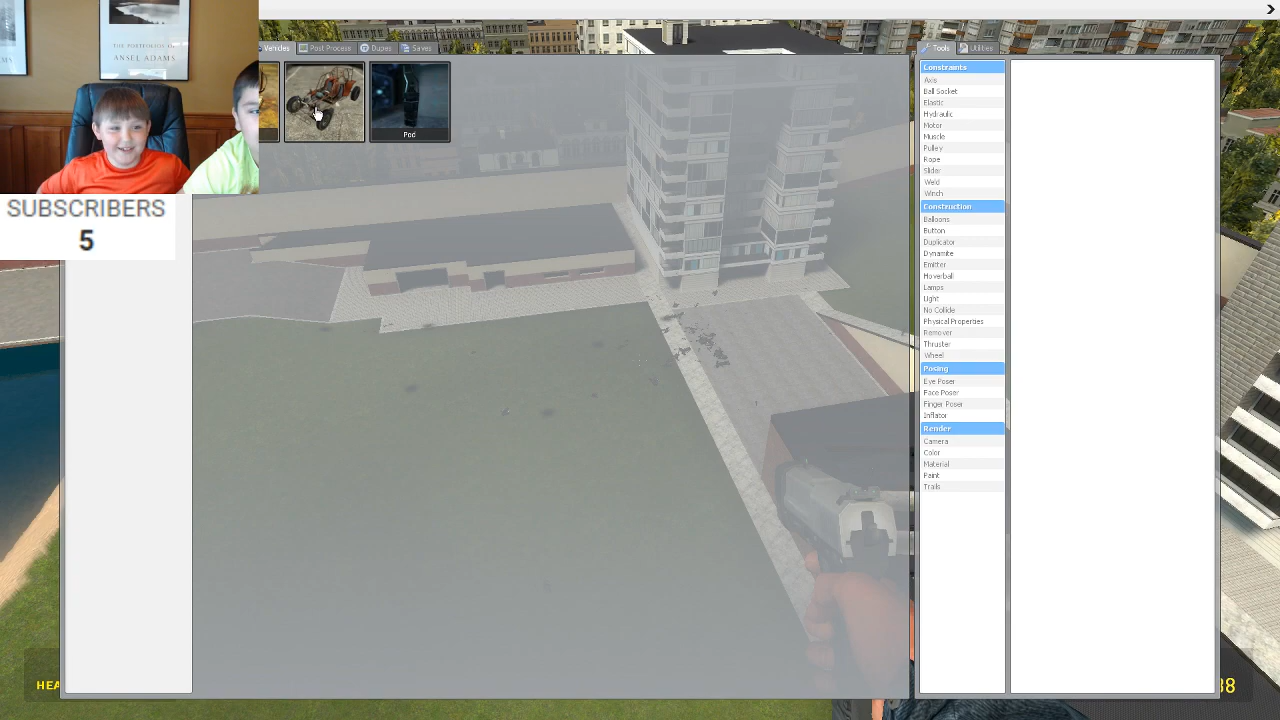 THE PORTFOLIOS OF
ANSEL ADAMS
SUBSCRIBERS
5
Vehicles
Post Process
Dupes
Saves
Pod
Tools
Utilities
Constraints
Axis
Ball Socket
Elastic
Hydraulic
Motor
Muscle
Pulley
Rope
Slider
Weld
Winch
Construction
Balloons
Button
Duplicator
Dynamite
Emitter
Hoverball
Lamps
Light
No Collide
Physical Properties
Remover
Thruster
Wheel
Posing
Eye Poser
Face Poser
Finger Poser
Inflator
Render
Camera
Color
Material
Paint
Trails
HEA
38